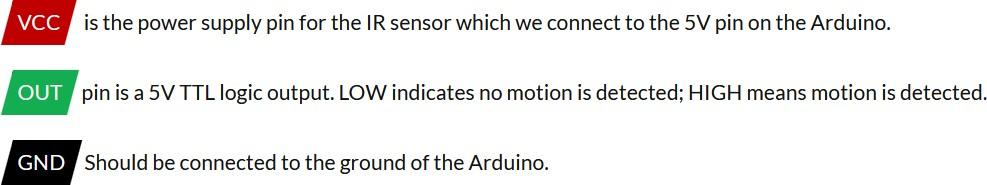 VCC is the power supply pin for the IR sensor which we connect to the 5V pin on the Arduino.
OUT pin is a 5V TTL logic output. LOW indicates no motion is detected; HIGH means motion is detected.
GND Should be connected to the ground of the Arduino.